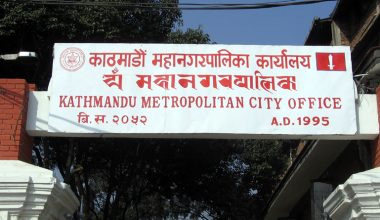 काठमाडौं महानगरपालिका कार्यालय
KATHMANDU METROPOLITAN CITY OFFICE
बि.स. २०५२ A.D. 1995